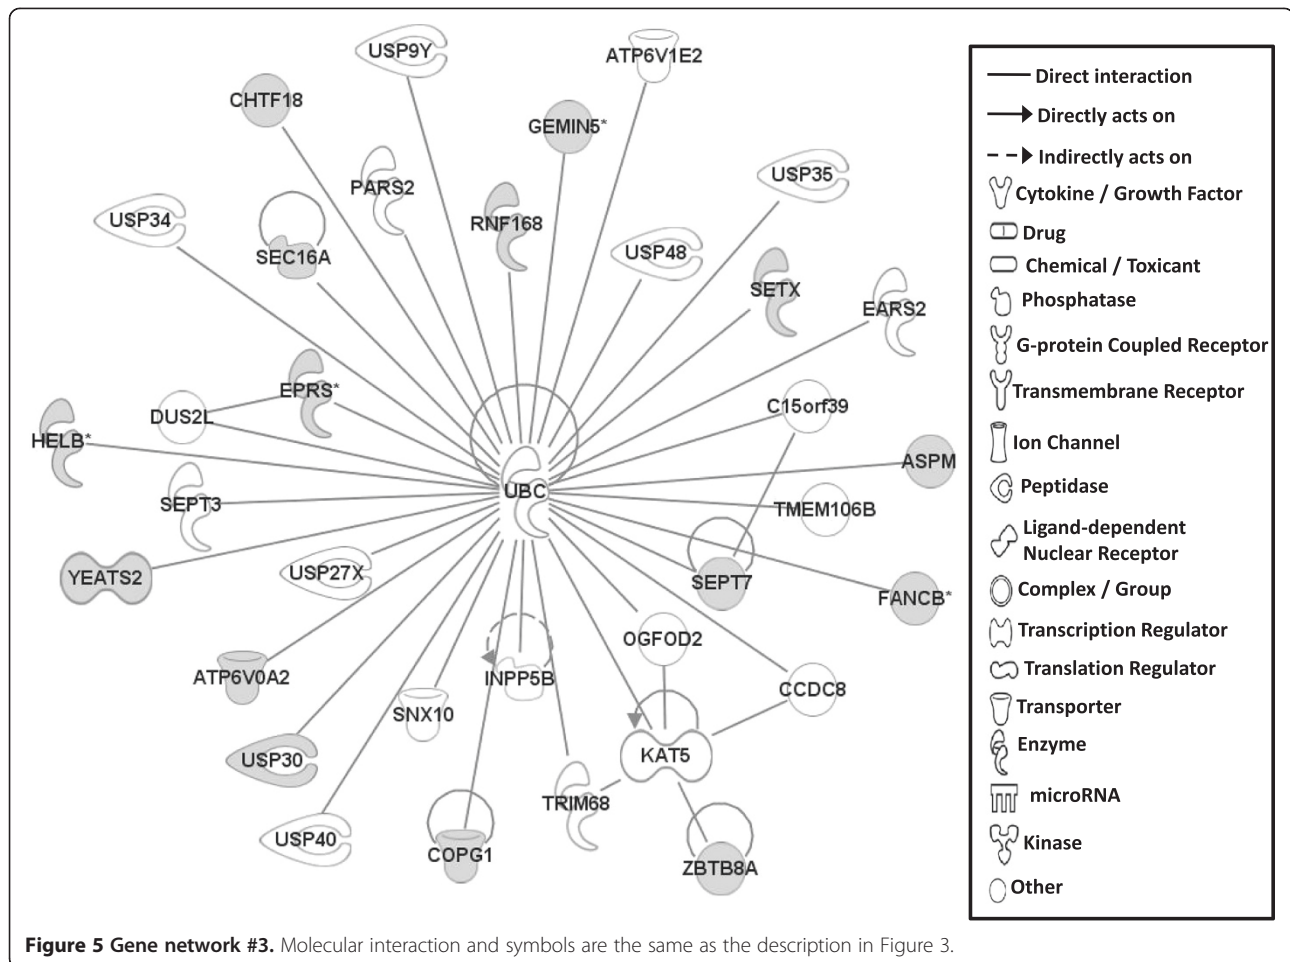 USP9Y
ATP6V1E2
CHTF18
GEMIN5*
USP35
PARS2
USP34
RNF168
USP48
SEC16A
SETX
EARS2
EPRS*
DUS2L
C15orf39
HELB*
ASPM
UBC
SEPT3
TMEM106B
YEATS2
USP27X
SEPT7
FANCB*
OGFOD2
ATP6V0A2
INPP5B
CCDC8
SNX10
USP30
KAT5
TRIM68
USP40
COPG1
ZBTB8A
Direct interaction
Directly acts on
Indirectly acts on
Cytokine / Growth Factor
Drug
Chemical / Toxicant
Phosphatase
G-protein Coupled Receptor
Transmembrane Receptor
Ion Channel
Peptidase
Ligand-dependent
Nuclear Receptor
Complex / Group
Transcription Regulator
Translation Regulator
Transporter
Enzyme
microRNA
Kinase
Other
Figure 5 Gene network #3. Molecular interaction and symbols are the same as the description in Figure 3.